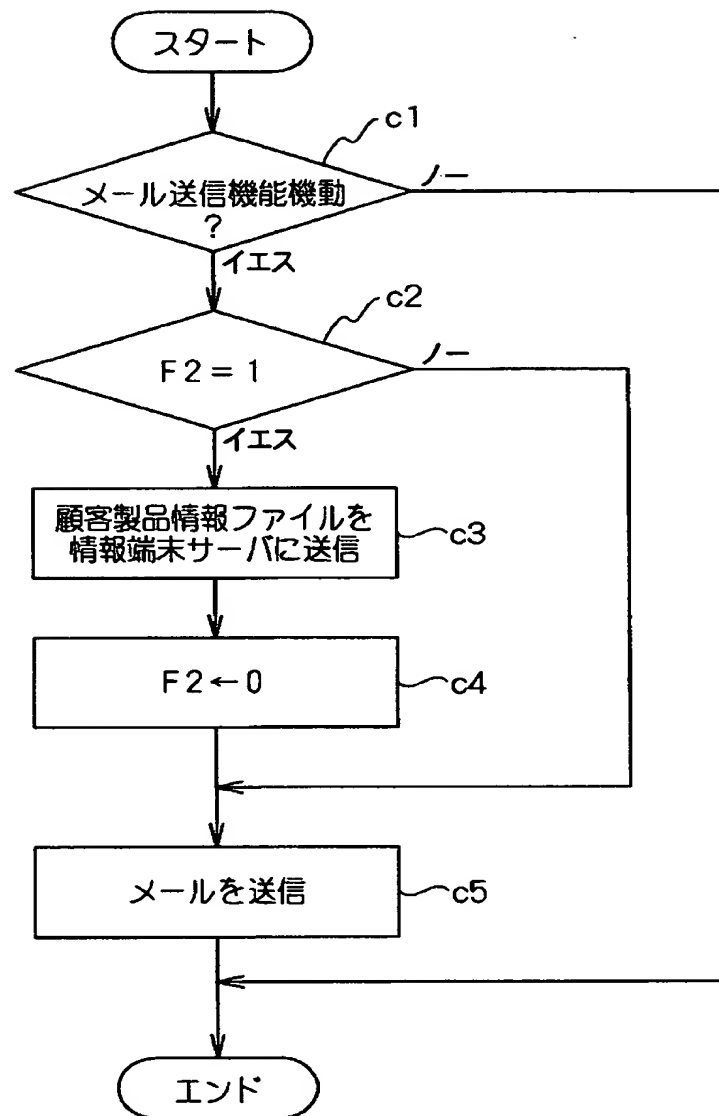 スタート
c1
メール送信機能機動
?
ノー
イエス
c2
F2=1
ノー
イエス
顧客製品情報ファイルを
情報端末サーバに送信
c3
F2←0
c4
メールを送信
c5
エンド